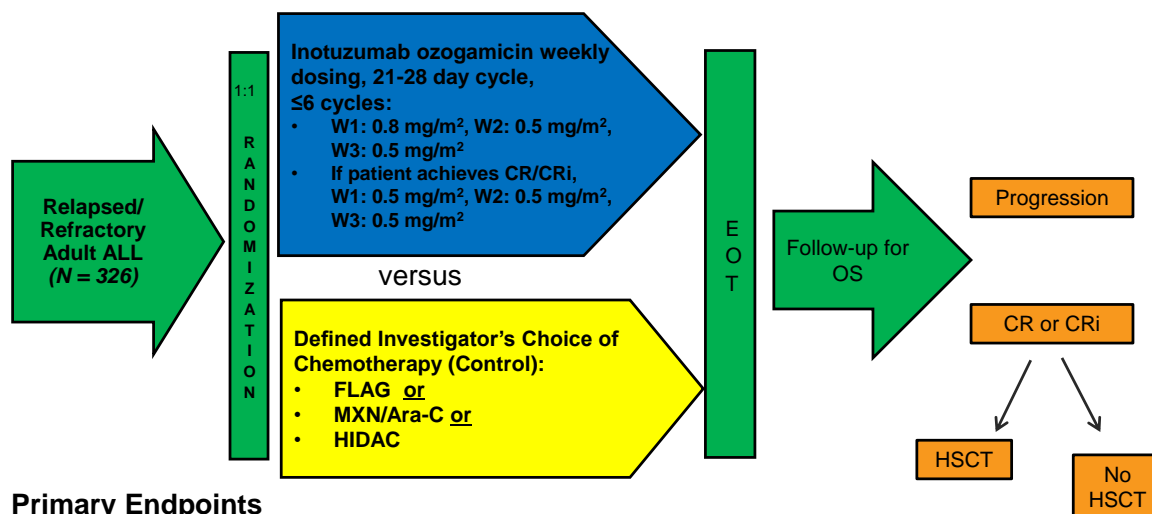 Relapsed/
Refractory
Adult ALL
(N = 326)
1:1
R
A
N
D
O
M
I
Z
A
T
I
O
N
Inotuzumab ozogamicin weekly
dosing, 21-28 day cycle,
≤6 cycles:
• W1: 0.8 mg/m², W2: 0.5 mg/m²,
W3: 0.5 mg/m²
• If patient achieves CR/CRi,
W1: 0.5 mg/m², W2: 0.5 mg/m²,
W3: 0.5 mg/m²
versus
Defined Investigator's Choice of
Chemotherapy (Control):
• FLAG or
• MXN/Ara-C or
• HIDAC
E
O
T
Follow-up for
OS
Progression
CR or CRi
HSCT
No
HSCT
Primary Endpoints